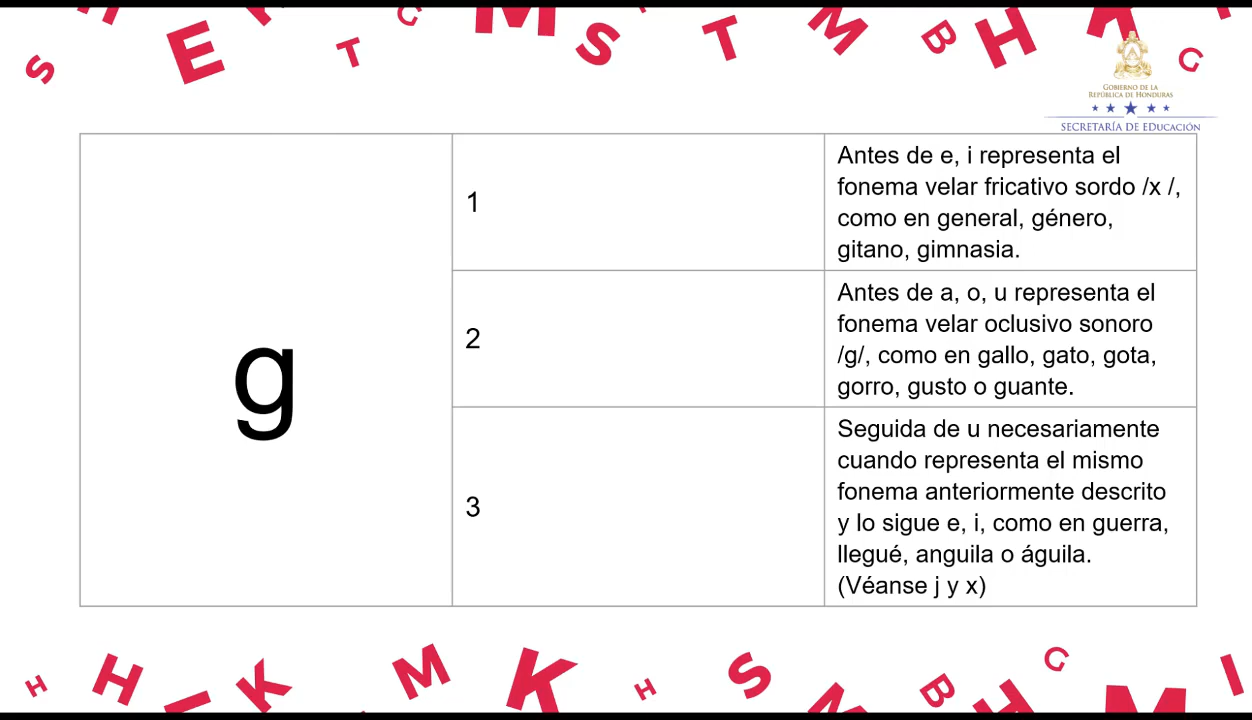 S
E
T
G
M
S
T
M
B
H
G
GOBIERNO DE LA
REPÚBLICA DE HONDURAS
SECRETARÍA DE EDUCACIÓN
g
1
Antes de e, i representa el
fonema velar fricativo sordo /x /,
como en general, género,
gitano, gimnasia.
2
Antes de a, o, u representa el
fonema velar oclusivo sonoro
/g/, como en gallo, gato, gota,
gorro, gusto o guante.
3
Seguida de u necesariamente
cuando representa el mismo
fonema anteriormente descrito
y lo sigue e, i, como en guerra,
llegué, anguila o águila.
(Véanse j y x)
H
H
K
M
K
H
S
M
B
H
G
M
I